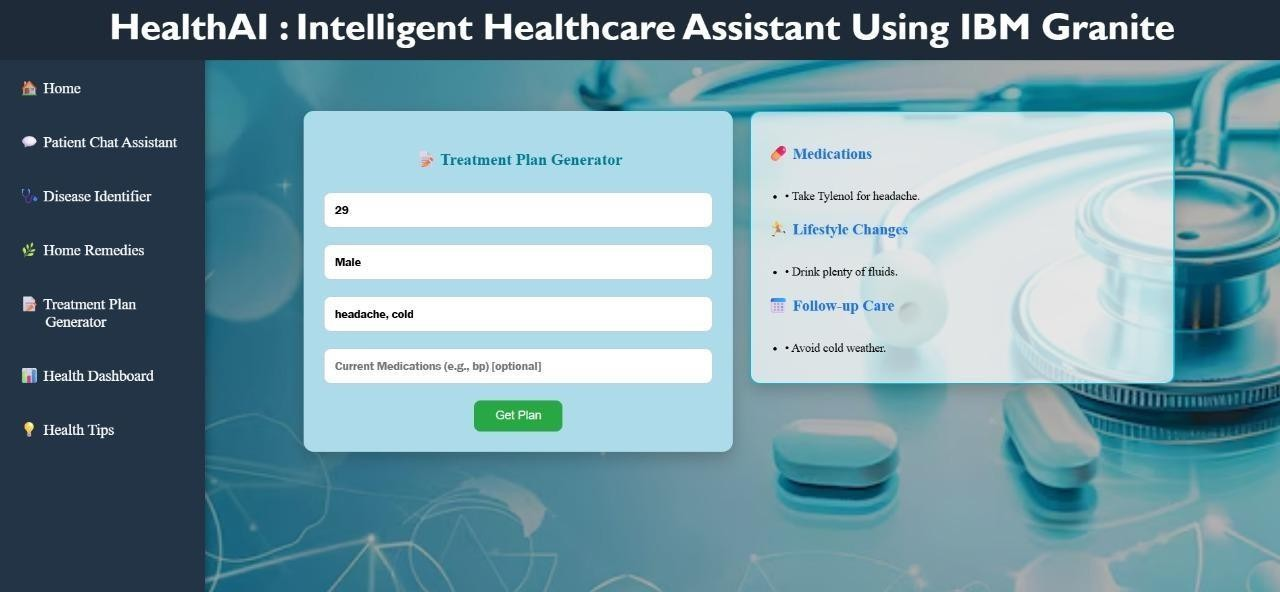 HealthAI : Intelligent Healthcare Assistant Using IBM Granite
Home
Patient Chat Assistant
Disease Identifier
Home Remedies
Treatment Plan
Generator
Health Dashboard
Health Tips
Treatment Plan Generator
29
Male
headache, cold
Current Medications (e.g., bp) [optional]
Get Plan
Medications
• • Take Tylenol for headache.
Lifestyle Changes
• • Drink plenty of fluids.
Follow-up Care
• • Avoid cold weather.